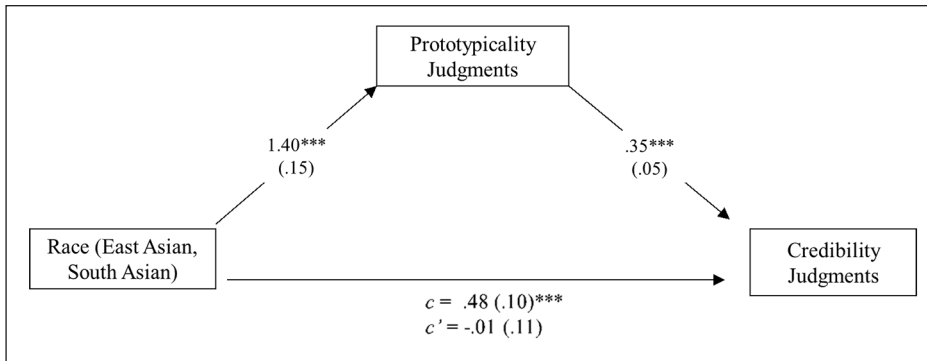 Prototypicality
Judgments
1.40***
(.15)
.35***
(.05)
Race (East Asian,
South Asian)
Credibility
Judgments
c = .48 (.10)***
c’ = -.01 (.11)